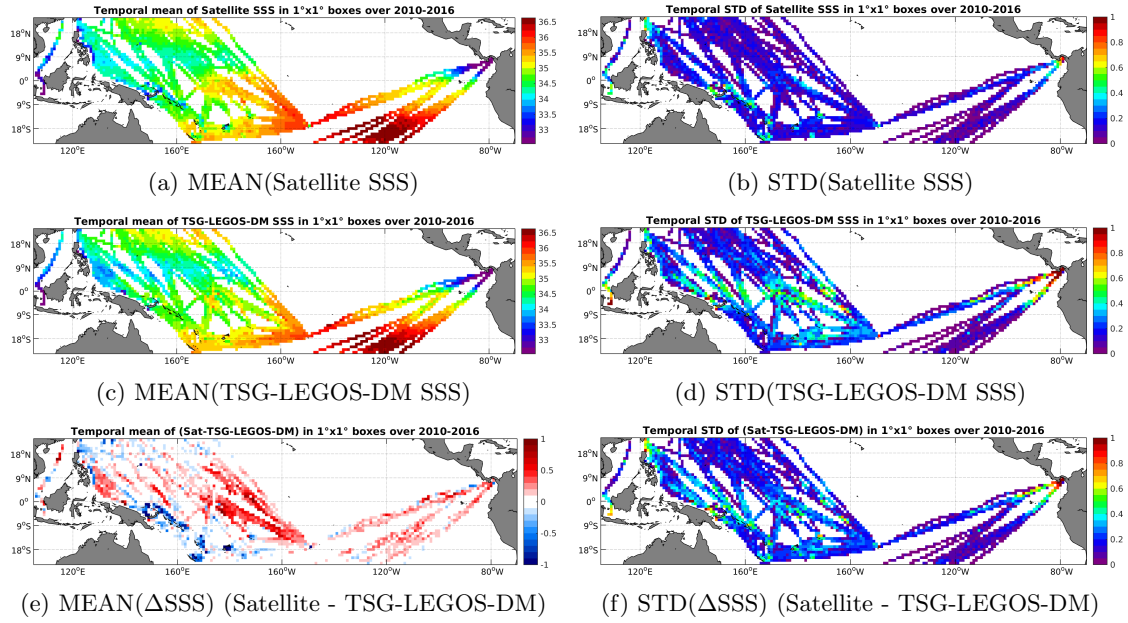 Temporal mean of Satellite SSS in 1°x1° boxes over 2010-2016
18°N
9°N
0°
9°S
18°S
120°E
160°E
160°W
120°W
80°W
36.5
36
35.5
35
34.5
34
33.5
33
(a) MEAN(Satellite SSS)
Temporal STD of Satellite SSS in 1°x1° boxes over 2010-2016
18°N
9°N
0°
9°S
18°S
120°E
160°E
160°W
120°W
80°W
1
0.8
0.6
0.4
0.2
0
(b) STD(Satellite SSS)
Temporal mean of TSG-LEGOS-DM SSS in 1°x1° boxes over 2010-2016
18°N
9°N
0°
9°S
18°S
120°E
160°E
160°W
120°W
80°W
36.5
36
35.5
35
34.5
34
33.5
33
(c) MEAN(TSG-LEGOS-DM SSS)
Temporal STD of TSG-LEGOS-DM SSS in 1°x1° boxes over 2010-2016
18°N
9°N
0°
9°S
18°S
120°E
160°E
160°W
120°W
80°W
1
0.8
0.6
0.4
0.2
0
(d) STD(TSG-LEGOS-DM SSS)
Temporal mean of (Sat-TSG-LEGOS-DM) in 1°x1° boxes over 2010-2016
18°N
9°N
0°
9°S
18°S
120°E
160°E
160°W
120°W
80°W
1
0.5
0
-0.5
-1
(e) MEAN(ΔSSS) (Satellite - TSG-LEGOS-DM)
Temporal STD of (Sat-TSG-LEGOS-DM) in 1°x1° boxes over 2010-2016
18°N
9°N
0°
9°S
18°S
120°E
160°E
160°W
120°W
80°W
1
0.8
0.6
0.4
0.2
0
(f) STD(ΔSSS) (Satellite - TSG-LEGOS-DM)